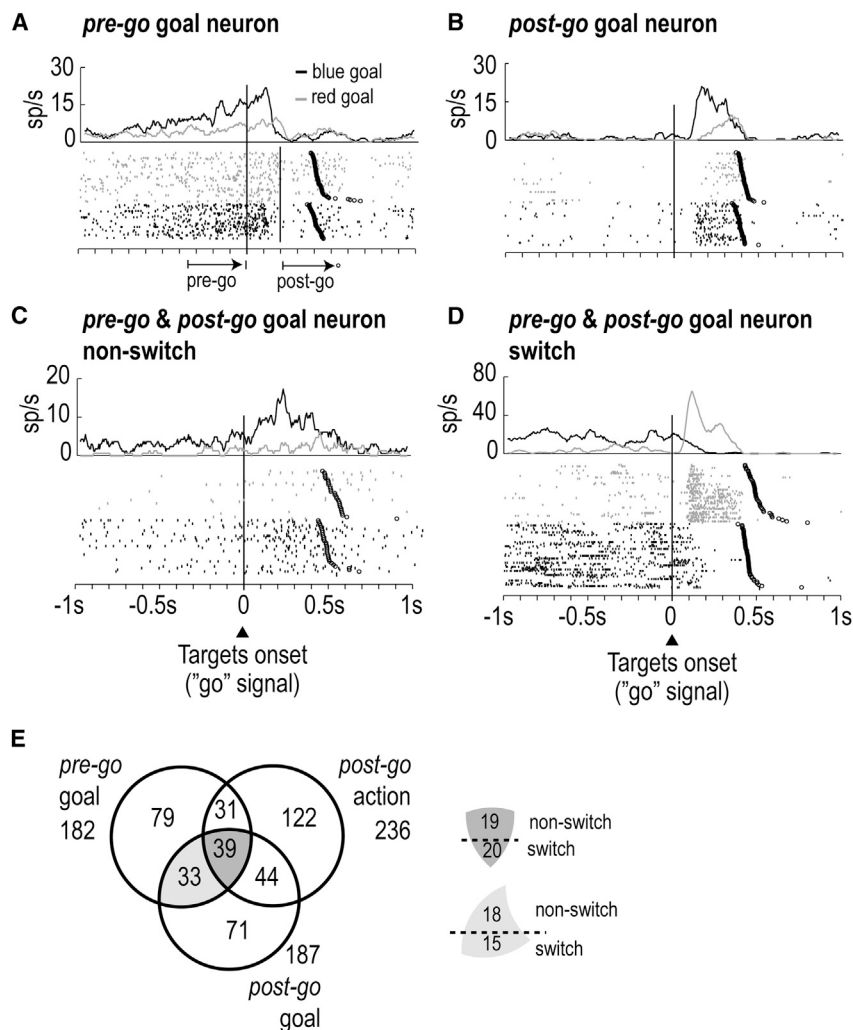 A pre-go goal neuron
30
15
0
sp/s
blue goal
red goal
pre-go
post-go
B post-go goal neuron
30
15
0
sp/s
C pre-go & post-go goal neuron
non-switch
20
10
0
sp/s
-1s -0.5s 0 0.5s 1s
Targets onset
("go" signal)
D pre-go & post-go goal neuron
switch
80
40
0
sp/s
-1s -0.5s 0 0.5s 1s
Targets onset
("go" signal)
E
pre-go
goal
182
post-go
action
236
79
31
122
39
33
44
71
187
post-go
goal
19 non-switch
20 switch
18 non-switch
15 switch